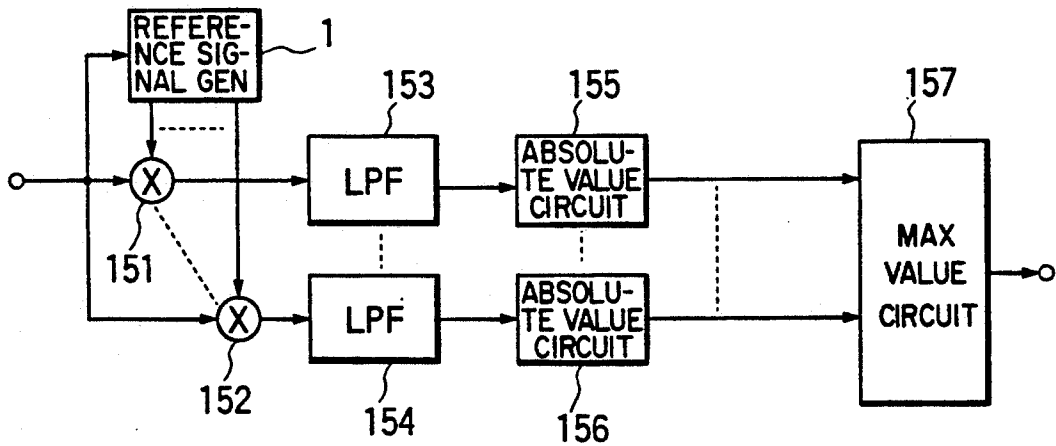 REFERE-
NCE SIG-
NAL GEN
1
153
155
157
X
151
LPF
ABSOLU-
TE VALUE
CIRCUIT
MAX
VALUE
CIRCUIT
X
152
LPF
154
ABSOLU-
TE VALUE
CIRCUIT
156